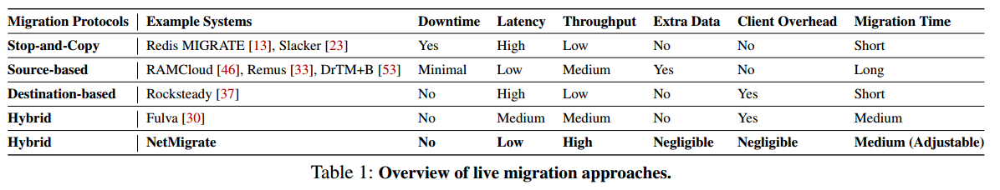 Migration Protocols Example Systems Downtime Latency Throughput Extra Data Client Overhead Migration Time
Stop-and-Copy Redis MIGRATE [13], Slacker [23] Yes High Low No No Short
Source-based RAMCloud [46], Remus [33], DrTM+B [53] Minimal Low Medium Yes No Long
Destination-based Rocksteady [37] No High Low No Yes Short
Hybrid Fulva [30] No Medium Medium No Yes Medium
Hybrid NetMigrate No Low High Negligible Negligible Medium (Adjustable)
Table 1: Overview of live migration approaches.